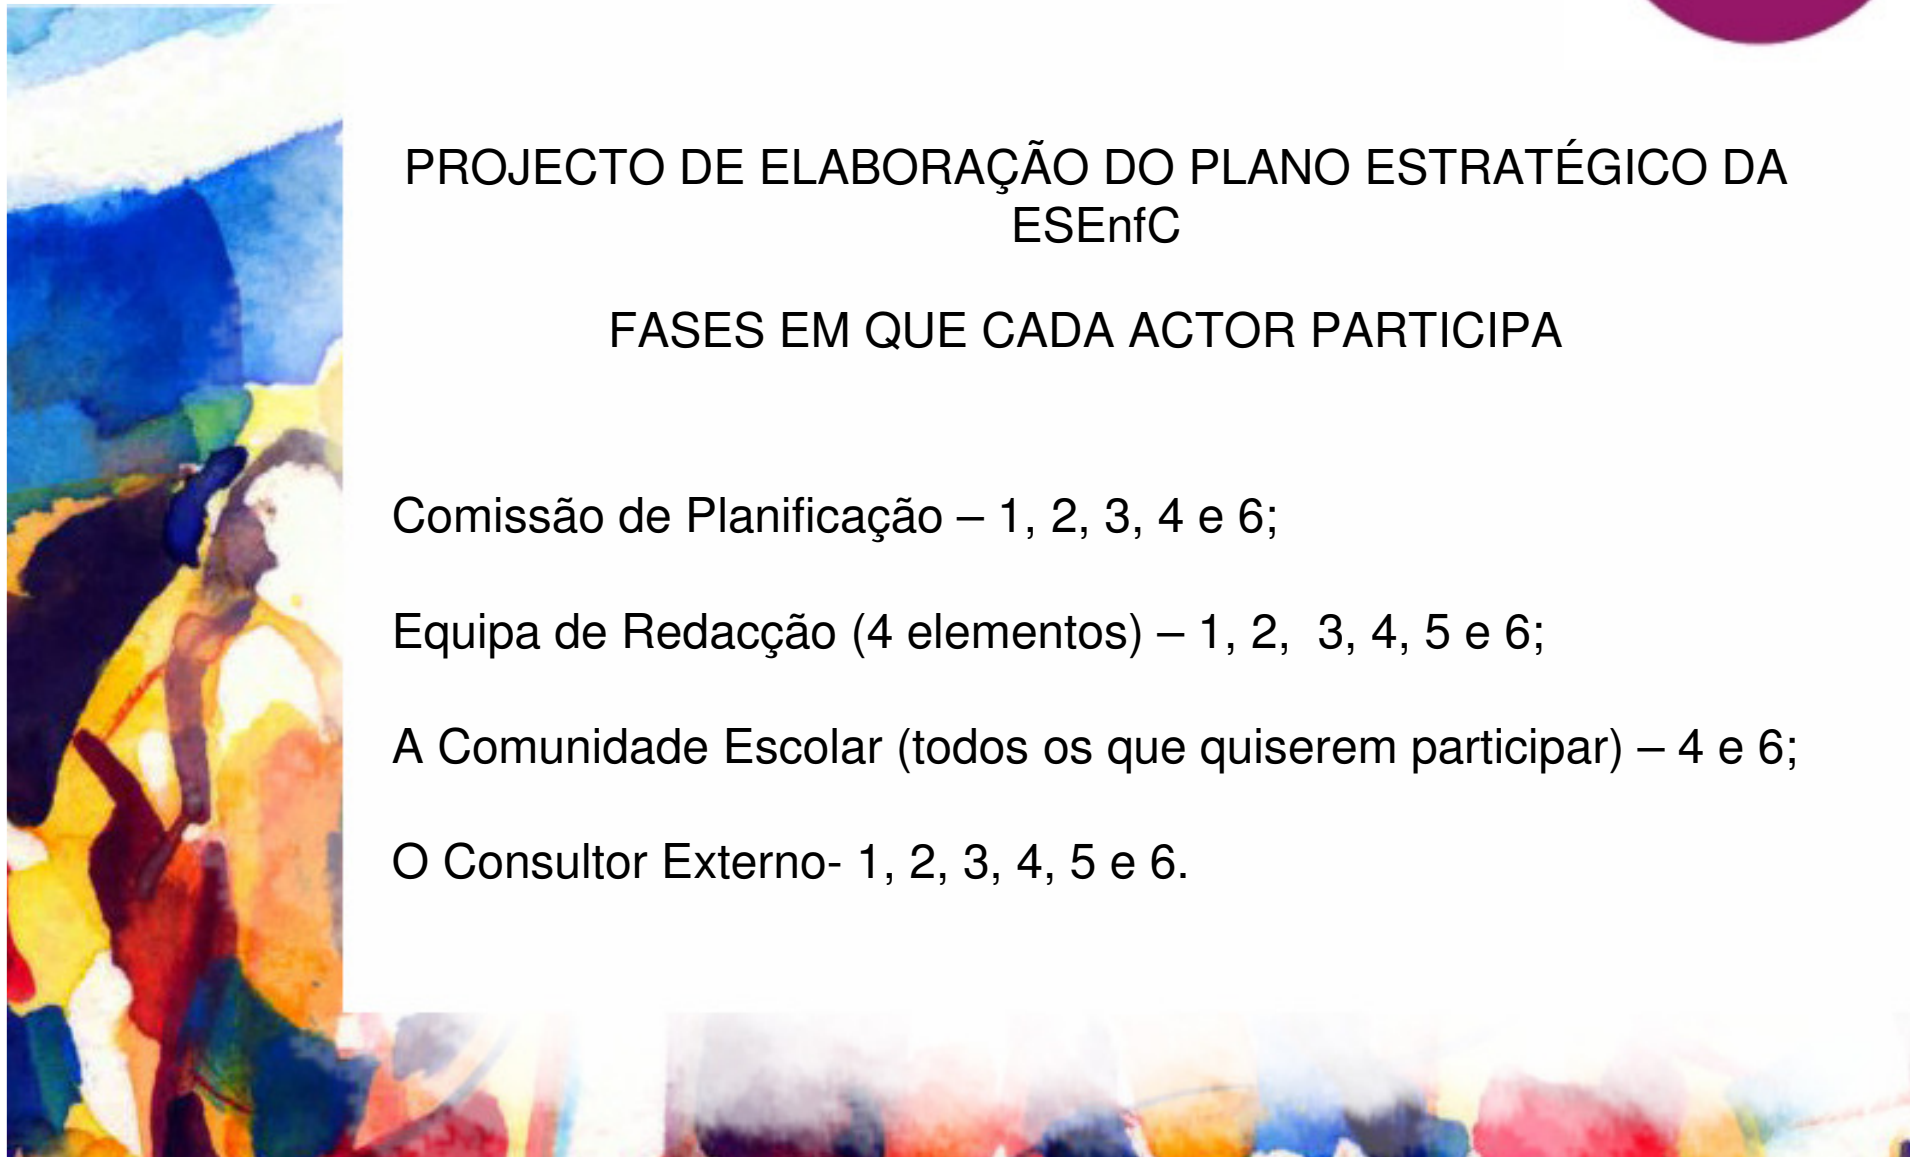 PROJECTO DE ELABORAÇÃO DO PLANO ESTRATÉGICO DA
ESEnfC
FASES EM QUE CADA ACTOR PARTICIPA
Comissão de Planificação – 1, 2, 3, 4 e 6;
Equipa de Redacção (4 elementos) – 1, 2,  3, 4, 5 e 6;
A Comunidade Escolar (todos os que quiserem participar) – 4 e 6;
O Consultor Externo- 1, 2, 3, 4, 5 e 6.